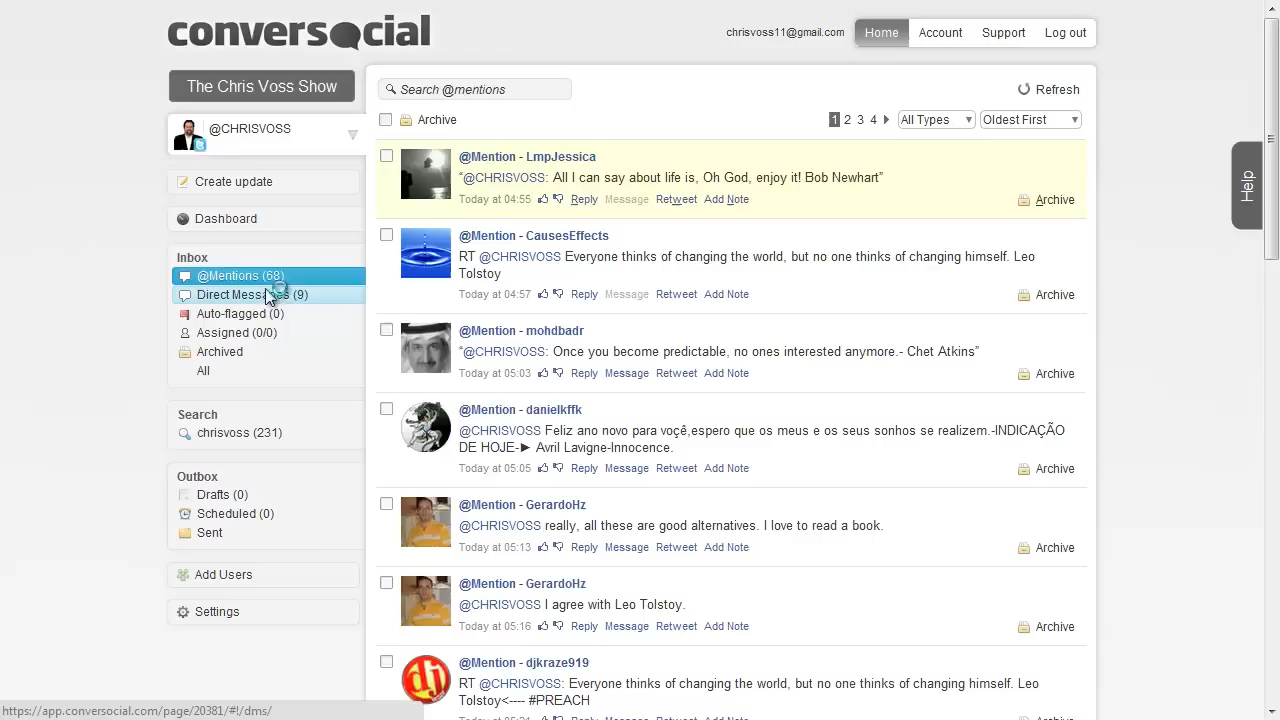 conversocial
chrisvoss11@gmail.com
Home
Account
Support
Log out
The Chris Voss Show
@CHRISVOSS
Create update
Dashboard
Inbox
@Mentions (68)
Direct Messages (9)
Auto-flagged (0)
Assigned (0/0)
Archived
All
Search
chrisvoss (231)
Outbox
Drafts (0)
Scheduled (0)
Sent
Add Users
Settings
Search @mentions
Refresh
Archive
1 2 3 4
All Types
Oldest First
@Mention - LmpJessica
“@CHRISVOSS: All I can say about life is, Oh God, enjoy it! Bob Newhart”
Today at 04:55 Reply Message Retweet Add Note
Archive
@Mention - CausesEffects
RT @CHRISVOSS Everyone thinks of changing the world, but no one thinks of changing himself. Leo
Tolstoy
Today at 04:57 Reply Message Retweet Add Note
Archive
@Mention - mohdbadr
“@CHRISVOSS: Once you become predictable, no ones interested anymore.- Chet Atkins”
Today at 05:03 Reply Message Retweet Add Note
Archive
@Mention - danielkffk
@CHRISVOSS Feliz ano novo para voçê,espero que os meus e os seus sonhos se realizem.-INDICAÇÃO
DE HOJE-► Avril Lavigne-Innocence.
Today at 05:05 Reply Message Retweet Add Note
Archive
@Mention - GerardoHz
@CHRISVOSS really, all these are good alternatives. I love to read a book.
Today at 05:13 Reply Message Retweet Add Note
Archive
@Mention - GerardoHz
@CHRISVOSS I agree with Leo Tolstoy.
Today at 05:16 Reply Message Retweet Add Note
Archive
@Mention - djkraze919
RT @CHRISVOSS: Everyone thinks of changing the world, but no one thinks of changing himself. Leo
Tolstoy<---- #PREACH
Help
dj
https://app.conversocial.com/page/20381/#!/dms/